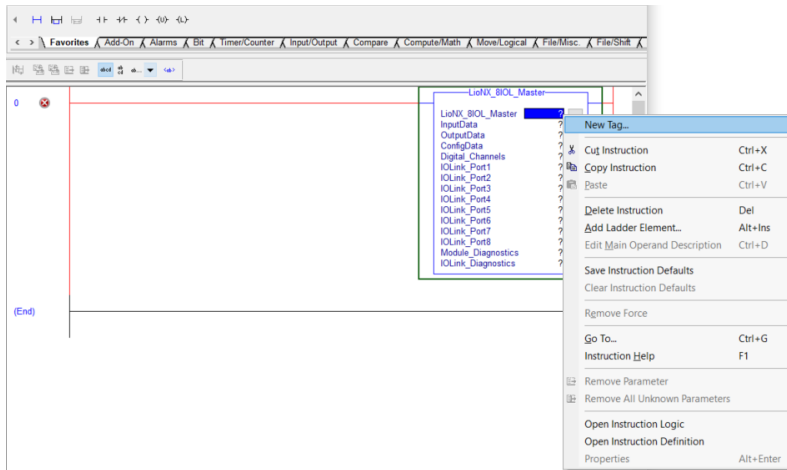 Favorites Add-On Alarms Bit Timer/Counter Input/Output Compare Compute/Math Move/Logical File/Misc. File/Shift
abcd ab cd a... <ab>
0
LioNX_8IOL_Master
LioNX_8IOL_Master ?
InputData ?
OutputData ?
ConfigData ?
Digital_Channels ?
IOLink_Port1 ?
IOLink_Port2 ?
IOLink_Port3 ?
IOLink_Port4 ?
IOLink_Port5 ?
IOLink_Port6 ?
IOLink_Port7 ?
IOLink_Port8 ?
Module_Diagnostics ?
IOLink_Diagnostics ?
(End)
New Tag...
Cut Instruction Ctrl+X
Copy Instruction Ctrl+C
Paste Ctrl+V
Delete Instruction Del
Add Ladder Element... Alt+Ins
Edit Main Operand Description Ctrl+D
Save Instruction Defaults
Clear Instruction Defaults
Remove Force
Go To... Ctrl+G
Instruction Help F1
Remove Parameter
Remove All Unknown Parameters
Open Instruction Logic
Open Instruction Definition
Properties Alt+Enter